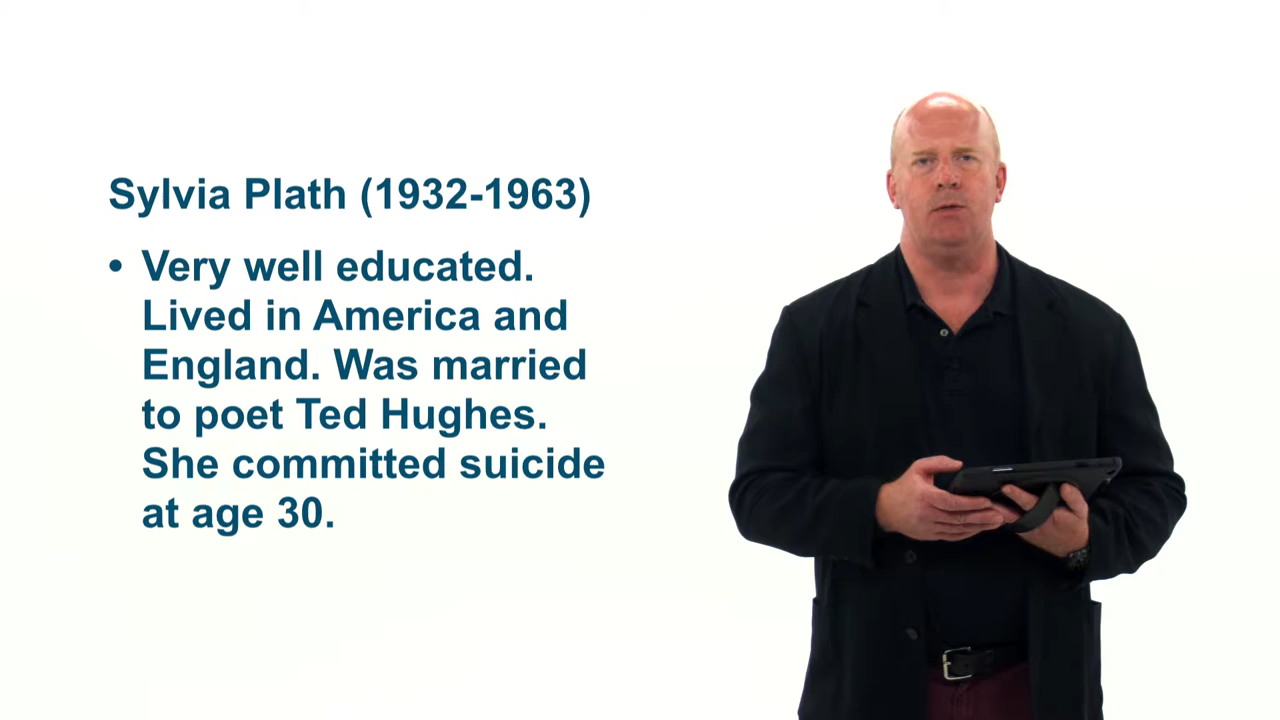 Sylvia Plath (1932-1963)
• Very well educated.
Lived in America and
England. Was married
to poet Ted Hughes.
She committed suicide
at age 30.